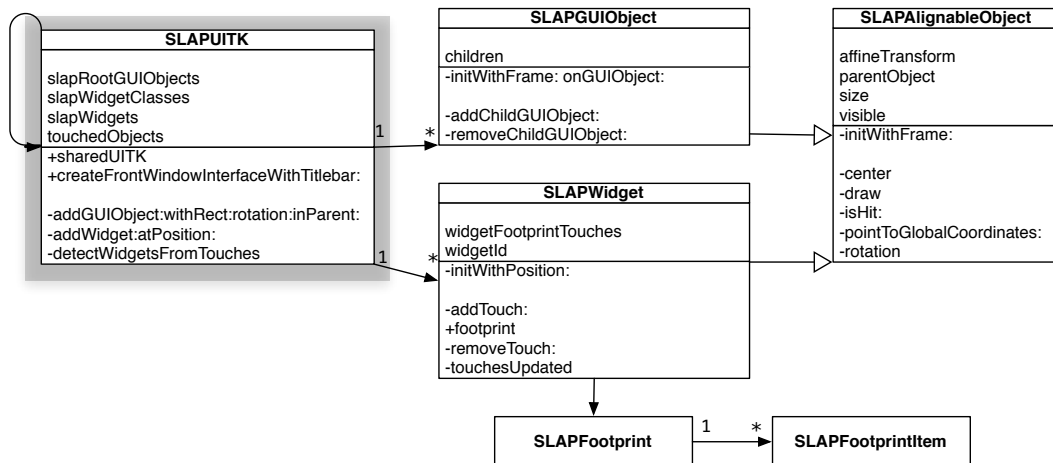 SLAPUITK
slapRootGUIObjects
slapWidgetClasses
slapWidgets
touchedObjects
+sharedUITK
+createFrontWindowInterfaceWithTitlebar:
-addGUIObject:withRect:rotation:inParent:
-addWidget:atPosition:
-detectWidgetsFromTouches
1
*
1
*
SLAPGUIObject
children
-initWithFrame: onGUIObject:
-addChildGUIObject:
-removeChildGUIObject:
SLAPAlignableObject
affineTransform
parentObject
size
visible
-initWithFrame:
-center
-draw
-isHit:
-pointToGlobalCoordinates:
-rotation
SLAPWidget
widgetFootprintTouches
widgetId
-initWithPosition:
-addTouch:
+footprint
-removeTouch:
-touchesUpdated
SLAPFootprint
1
*
SLAPFootprintItem